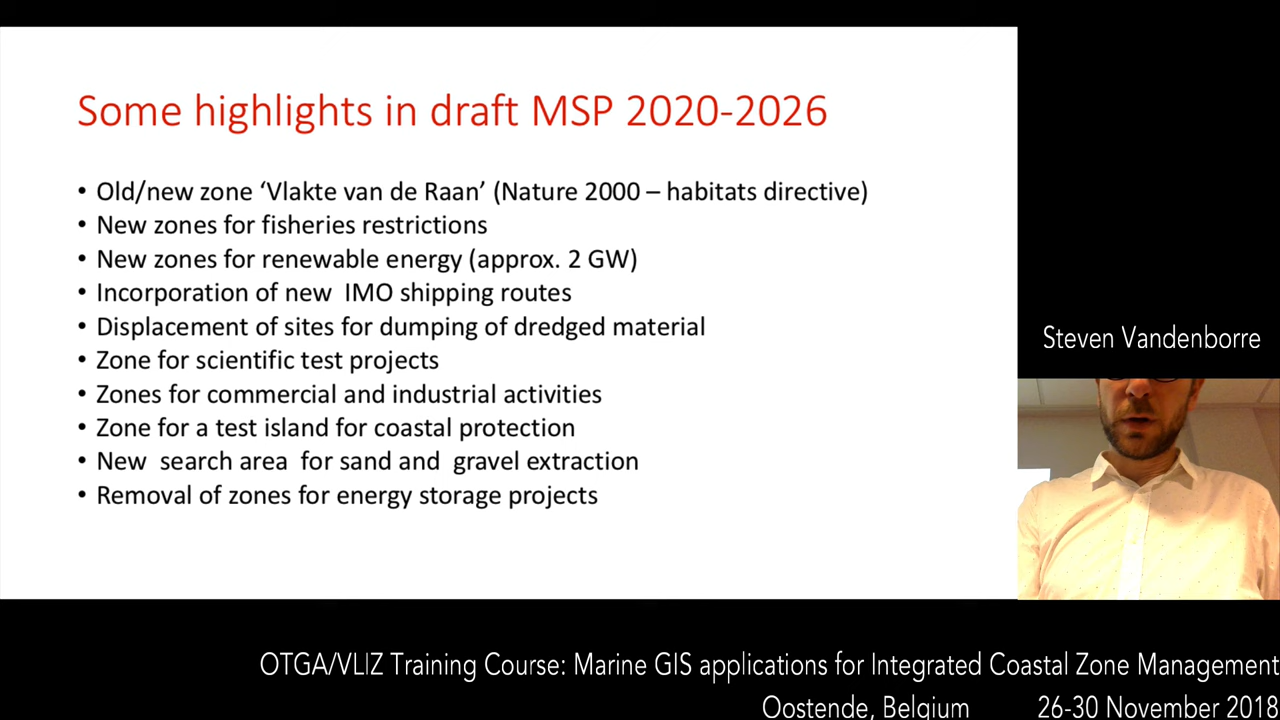 Some highlights in draft MSP 2020-2026
• Old/new zone ‘Vlakte van de Raan’ (Nature 2000 – habitats directive)
• New zones for fisheries restrictions
• New zones for renewable energy (approx. 2 GW)
• Incorporation of new  IMO shipping routes
• Displacement of sites for dumping of dredged material
• Zone for scientific test projects
• Zones for commercial and industrial activities
• Zone for a test island for coastal protection
• New  search area  for sand and  gravel extraction
• Removal of zones for energy storage projects
Steven Vandenborre
OTGA/VLIZ Training Course: Marine GIS applications for Integrated Coastal Zone Management
Oostende, Belgium 26-30 November 2018